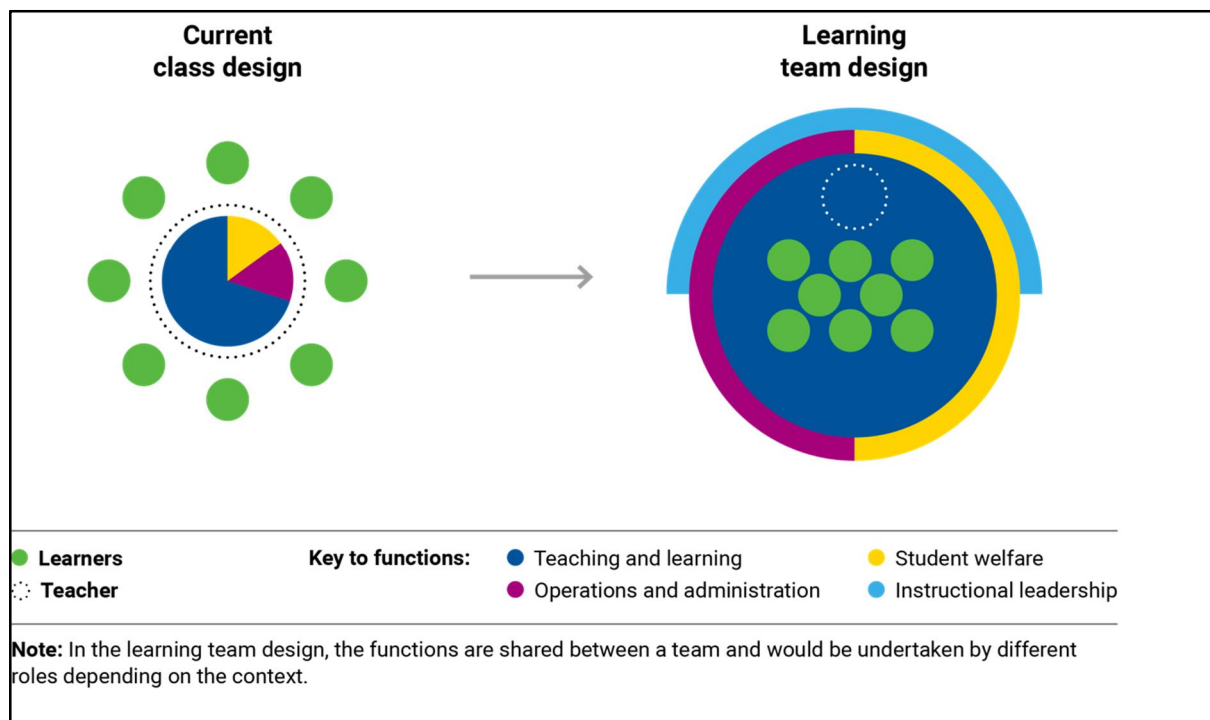 Current
class design
Learning
team design
Learners
Teacher
Key to functions:
Teaching and learning
Operations and administration
Student welfare
Instructional leadership
Note: In the learning team design, the functions are shared between a team and would be undertaken by different
roles depending on the context.